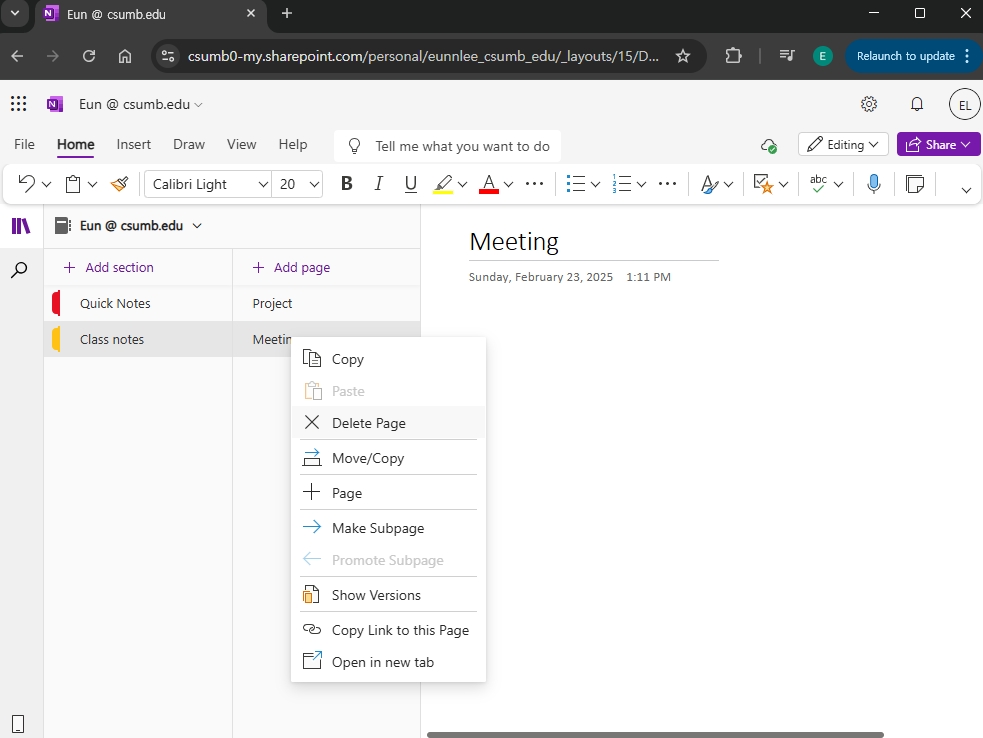 Eun @ csumb.edu
csumb0-my.sharepoint.com/personal/eunnlee_csumb_edu/_layouts/15/D...
E
Relaunch to update
N
Eun @ csumb.edu
EL
File
Home
Insert
Draw
View
Help
Tell me what you want to do
Editing
Share
Calibri Light
20
B
I
U
A
abc
Eun @ csumb.edu
Add section
Add page
Quick Notes
Project
Class notes
Meetin
Meeting
Sunday, February 23, 2025 1:11 PM
Copy
Paste
Delete Page
Move/Copy
Page
Make Subpage
Promote Subpage
Show Versions
Copy Link to this Page
Open in new tab